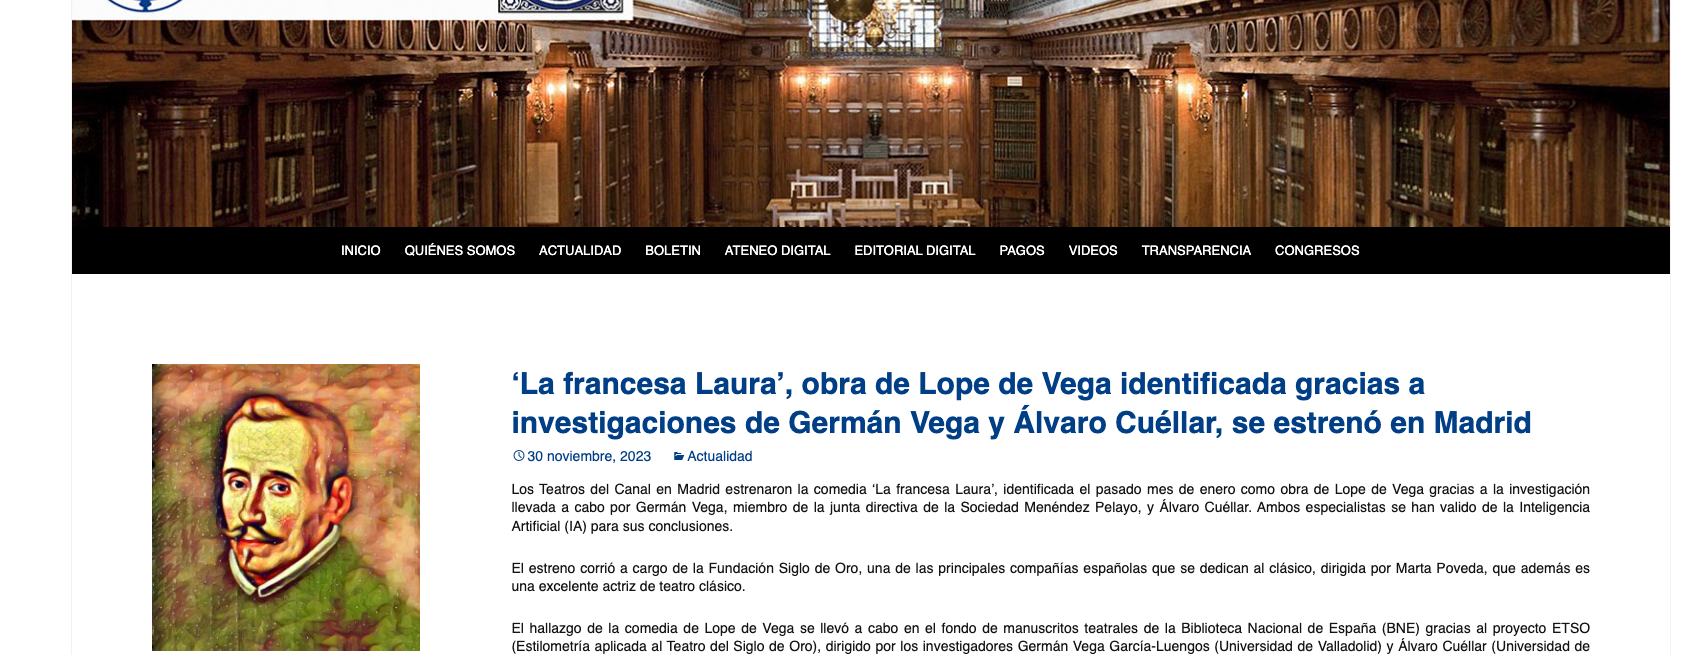 INICIO QUIÉNES SOMOS ACTUALIDAD BOLETIN ATENEO DIGITAL EDITORIAL DIGITAL PAGOS VIDEOS TRANSPARENCIA CONGRESOS
‘La francesa Laura’, obra de Lope de Vega identificada gracias a
investigaciones de Germán Vega y Álvaro Cuéllar, se estrenó en Madrid
30 noviembre, 2023 Actualidad
Los Teatros del Canal en Madrid estrenaron la comedia ‘La francesa Laura’, identificada el pasado mes de enero como obra de Lope de Vega gracias a la investigación
llevada a cabo por Germán Vega, miembro de la junta directiva de la Sociedad Menéndez Pelayo, y Álvaro Cuéllar. Ambos especialistas se han valido de la Inteligencia
Artificial (IA) para sus conclusiones.
El estreno corrió a cargo de la Fundación Siglo de Oro, una de las principales compañías españolas que se dedican al clásico, dirigida por Marta Poveda, que además es
una excelente actriz de teatro clásico.
El hallazgo de la comedia de Lope de Vega se llevó a cabo en el fondo de manuscritos teatrales de la Biblioteca Nacional de España (BNE) gracias al proyecto ETSO
(Estilometría aplicada al Teatro del Siglo de Oro), dirigido por los investigadores Germán Vega García-Luengos (Universidad de Valladolid) y Álvaro Cuéllar (Universidad de